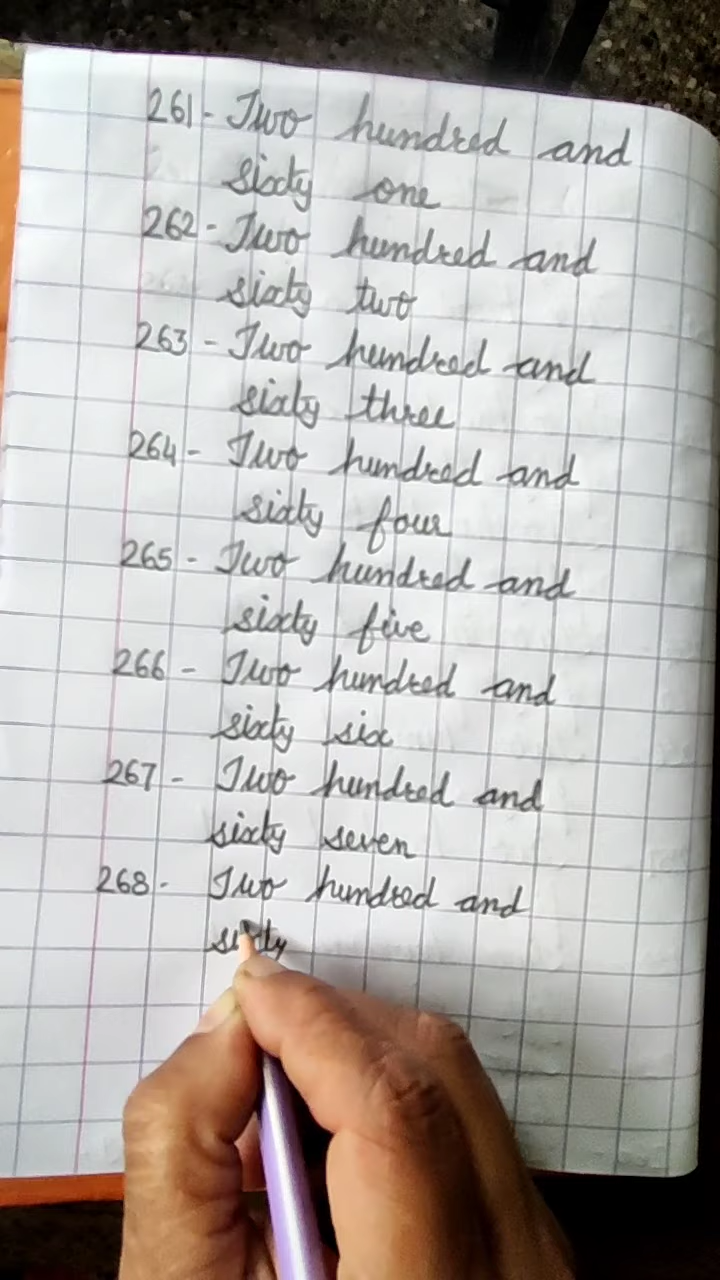 261 - Two hundred and
sixty one
262 - Two hundred and
sixty two
263 - Two hundred and
sixty three
264 - Two hundred and
sixty four
265 - Two hundred and
sixty five
266 - Two hundred and
sixty six
267 - Two hundred and
sixty seven
268 - Two hundred and
sixty